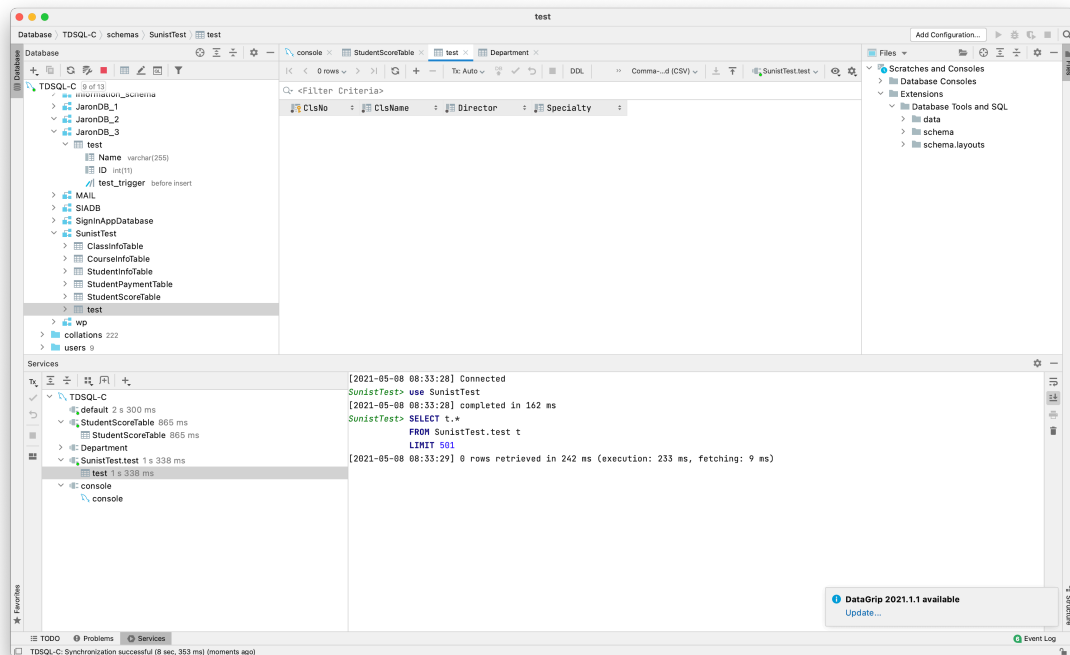 test
Database TDSQL-C schemas SunistTest test
Add Configuration...
Database
Database
console StudentScoreTable test Department
Files
Files
0 rows Tx: Auto DDL Comma-...d (CSV) SunistTest.test
TDSQL-C 9 of 13
<Filter Criteria>
ClsNo ClsName Director Specialty
information_schema
JaronDB_1
JaronDB_2
JaronDB_3
test
Name varchar(255)
ID int(11)
test_trigger before insert
MAIL
SIADB
SignInAppDatabase
SunistTest
ClassInfoTable
CourseInfoTable
StudentInfoTable
StudentPaymentTable
StudentScoreTable
test
wp
collations 222
users 9
Scratches and Consoles
Database Consoles
Extensions
Database Tools and SQL
data
schema
schema.layouts
Services
Tx
TDSQL-C
default 2 s 300 ms
StudentScoreTable 865 ms
StudentScoreTable 865 ms
Department
SunistTest.test 1 s 338 ms
test 1 s 338 ms
console
console
[2021-05-08 08:33:28] Connected
SunistTest> use SunistTest
[2021-05-08 08:33:28] completed in 162 ms
SunistTest> SELECT t.*
FROM SunistTest.test t
LIMIT 501
[2021-05-08 08:33:29] 0 rows retrieved in 242 ms (execution: 233 ms, fetching: 9 ms)
Favorites
DataGrip 2021.1.1 available
Update...
TODO Problems Services
Event Log
TDSQL-C: Synchronization successful (8 sec, 353 ms) (moments ago)